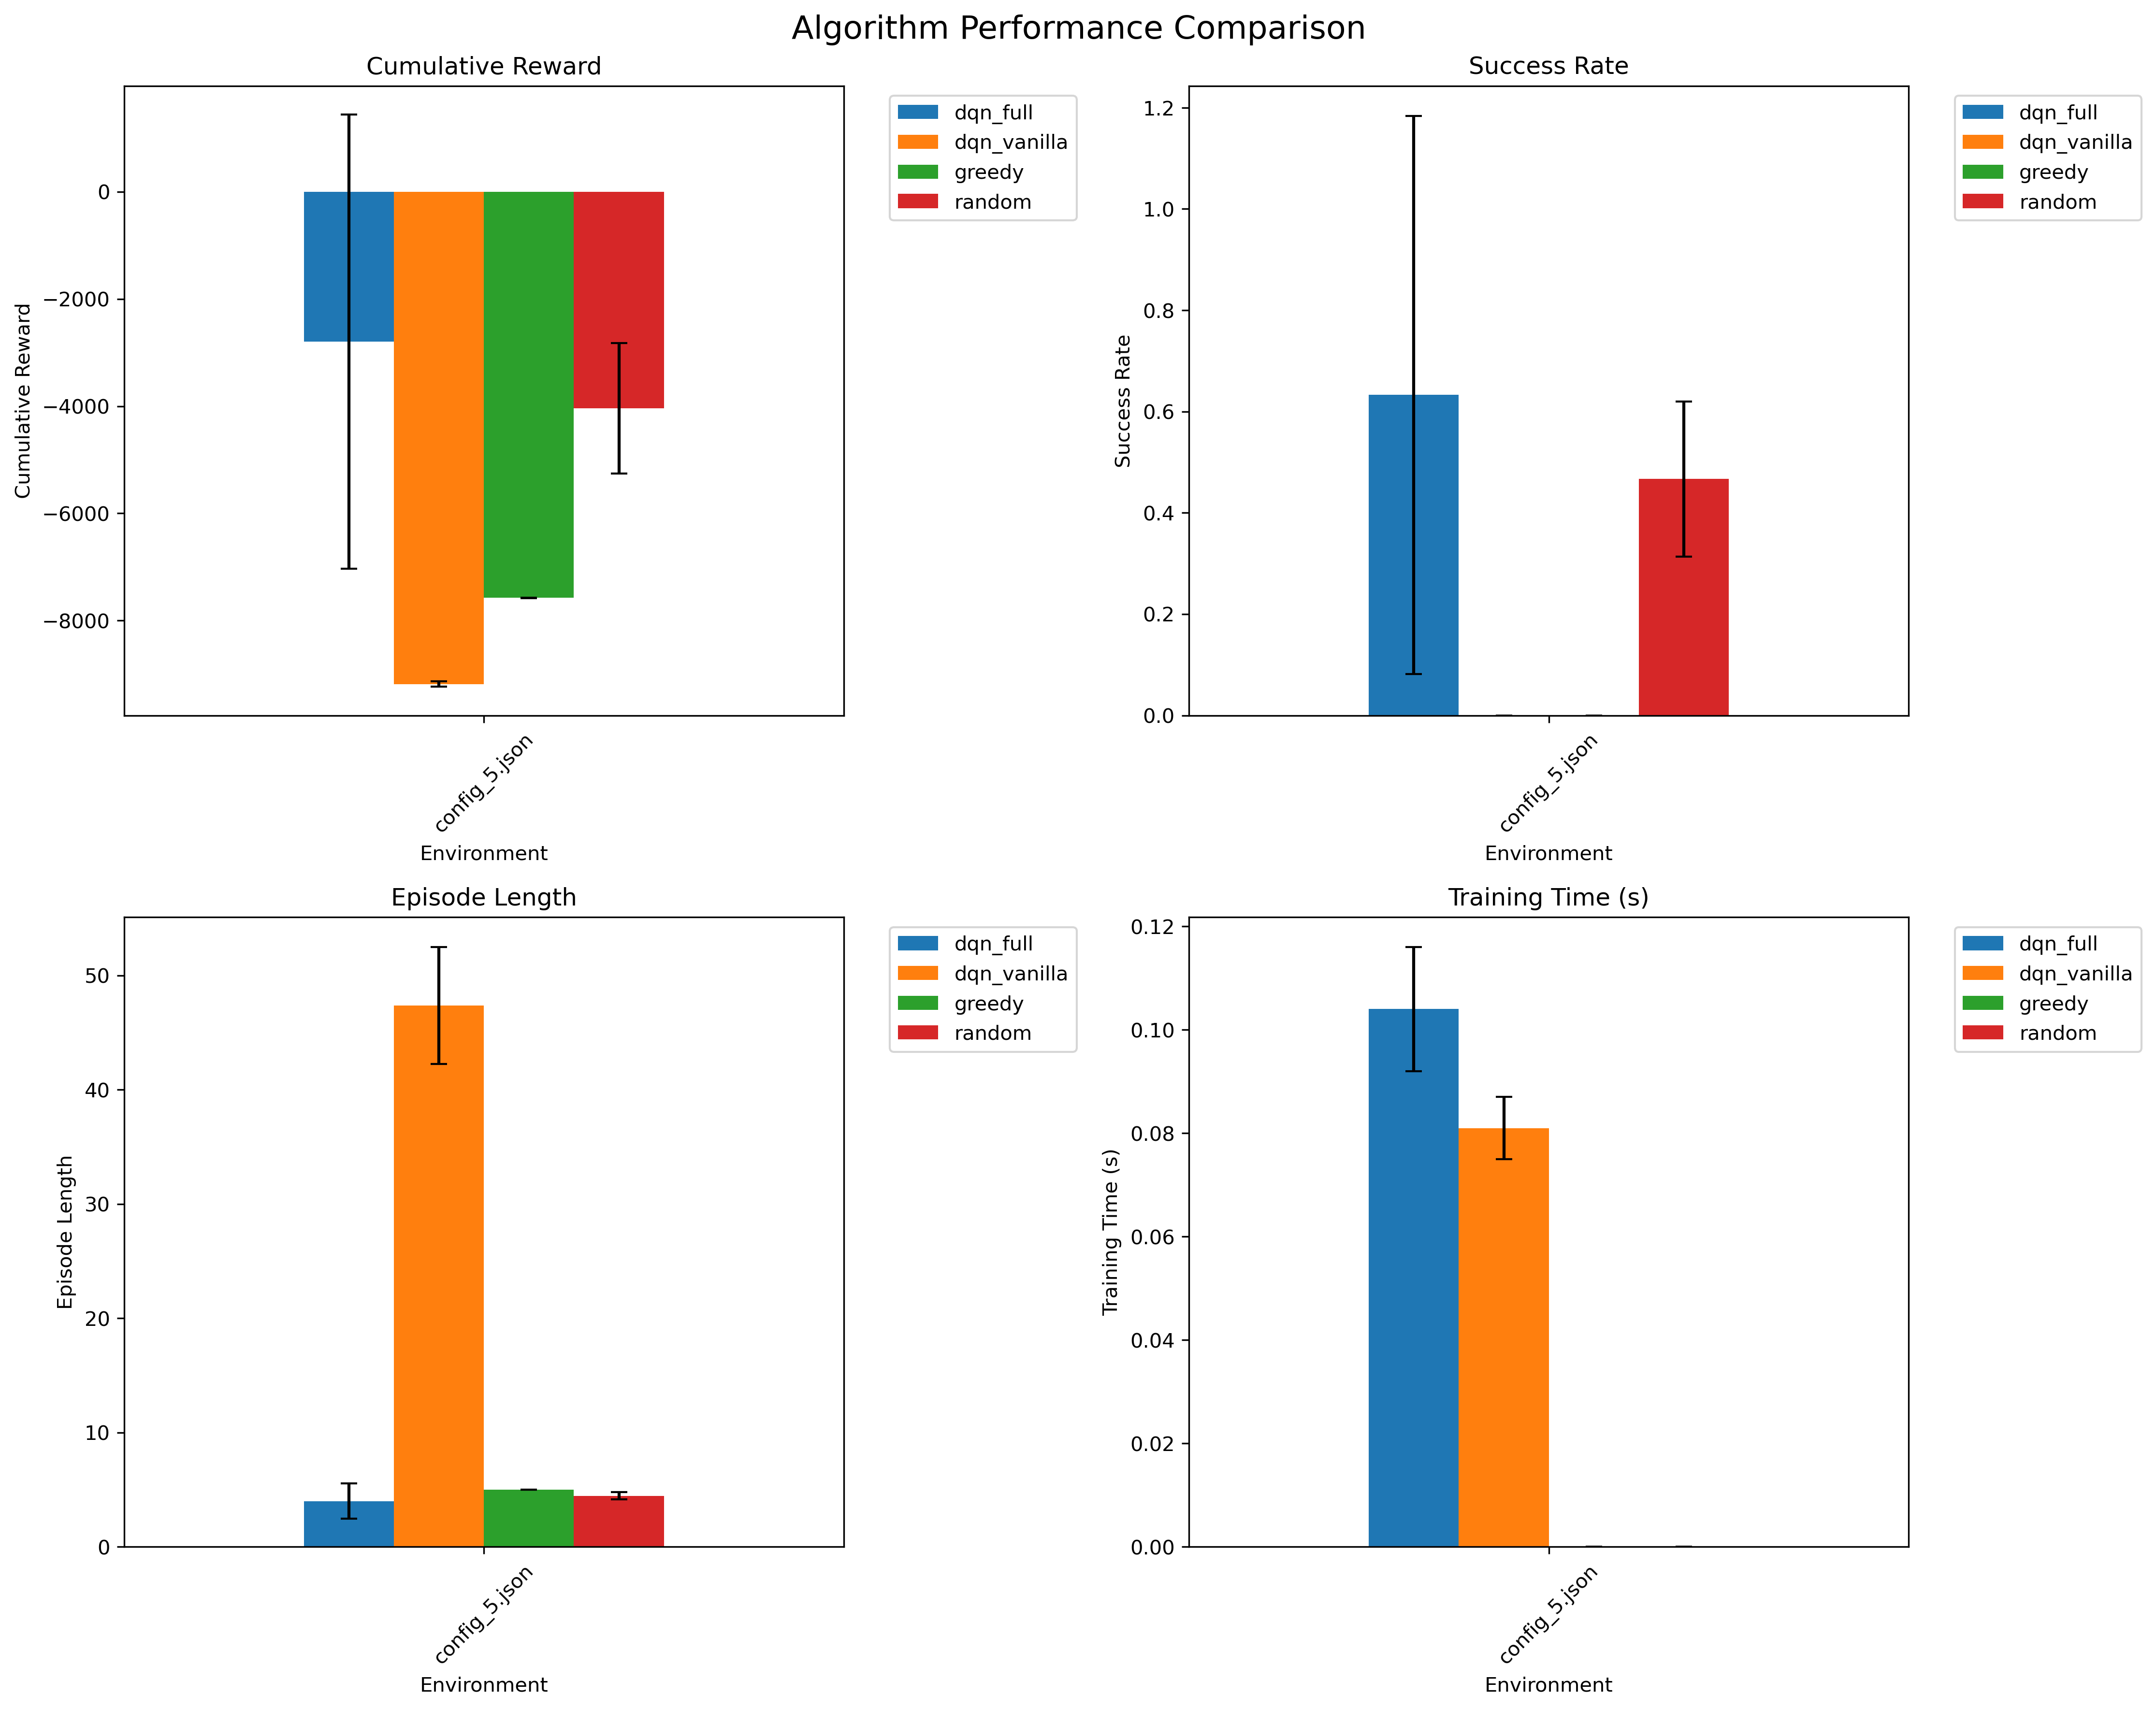 Algorithm Performance Comparison
Cumulative Reward
Cumulative Reward
0
−2000
−4000
−6000
−8000
config_5.json
Environment
dqn_full
dqn_vanilla
greedy
random
Success Rate
Success Rate
1.2
1.0
0.8
0.6
0.4
0.2
0.0
config_5.json
Environment
dqn_full
dqn_vanilla
greedy
random
Episode Length
Episode Length
50
40
30
20
10
0
config_5.json
Environment
dqn_full
dqn_vanilla
greedy
random
Training Time (s)
Training Time (s)
0.12
0.10
0.08
0.06
0.04
0.02
0.00
config_5.json
Environment
dqn_full
dqn_vanilla
greedy
random